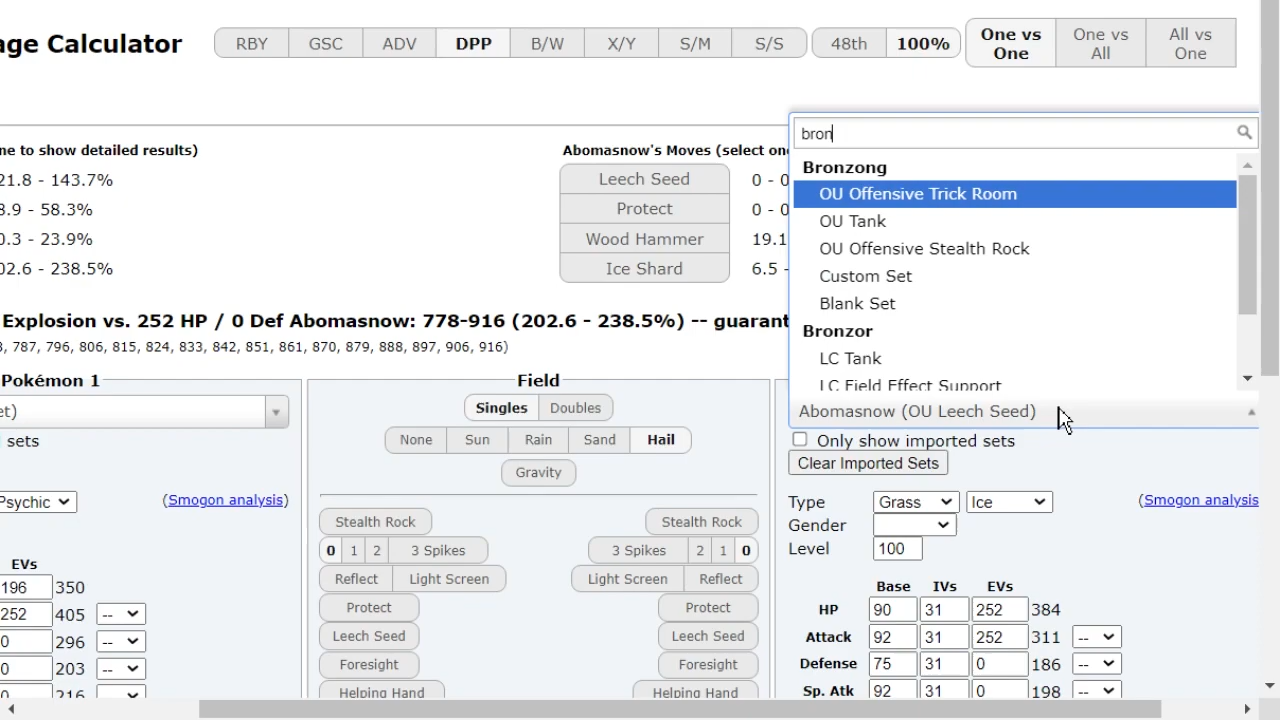 age Calculator
RBY GSC ADV DPP B/W X/Y S/M S/S 48th 100% One vs One One vs All All vs One
bron
ne to show detailed results)
21.8 - 143.7%
8.9 - 58.3%
0.3 - 23.9%
02.6 - 238.5%
Abomasnow's Moves (select one
Leech Seed 0 - 0
Protect 0 - 0
Wood Hammer 19.1
Ice Shard 6.5 -
Bronzong
OU Offensive Trick Room
OU Tank
OU Offensive Stealth Rock
Custom Set
Blank Set
Bronzor
LC Tank
LC Field Effect Support
Explosion vs. 252 HP / 0 Def Abomasnow: 778-916 (202.6 - 238.5%) -- guarant
, 787, 796, 806, 815, 824, 833, 842, 851, 861, 870, 879, 888, 897, 906, 916)
Pokémon 1
et)
sets
Psychic (Smogon analysis)
EVs
196 350
252 405 --
0 296 --
0 203 --
0 216 --
Field
Singles Doubles
None Sun Rain Sand Hail
Gravity
Stealth Rock Stealth Rock
0 1 2 3 Spikes 3 Spikes 2 1 0
Reflect Light Screen Light Screen Reflect
Protect Protect
Leech Seed Leech Seed
Foresight Foresight
Helping Hand Helping Hand
Abomasnow (OU Leech Seed)
Only show imported sets
Clear Imported Sets
Type Grass Ice (Smogon analysis
Gender
Level 100
Base IVs EVs
HP 90 31 252 384
Attack 92 31 252 311 --
Defense 75 31 0 186 --
Sp. Atk 92 31 0 198 --